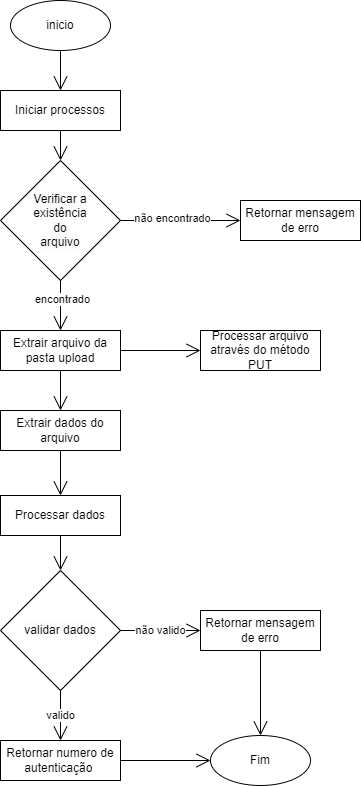 inicio
Iniciar processos
Verificar a
existência
do
arquivo
não encontrado
Retornar mensagem
de erro
encontrado
Extrair arquivo da
pasta upload
Processar arquivo
através do método
PUT
Extrair dados do
arquivo
Processar dados
validar dados
não valido
Retornar mensagem
de erro
valido
Retornar numero de
autenticação
Fim